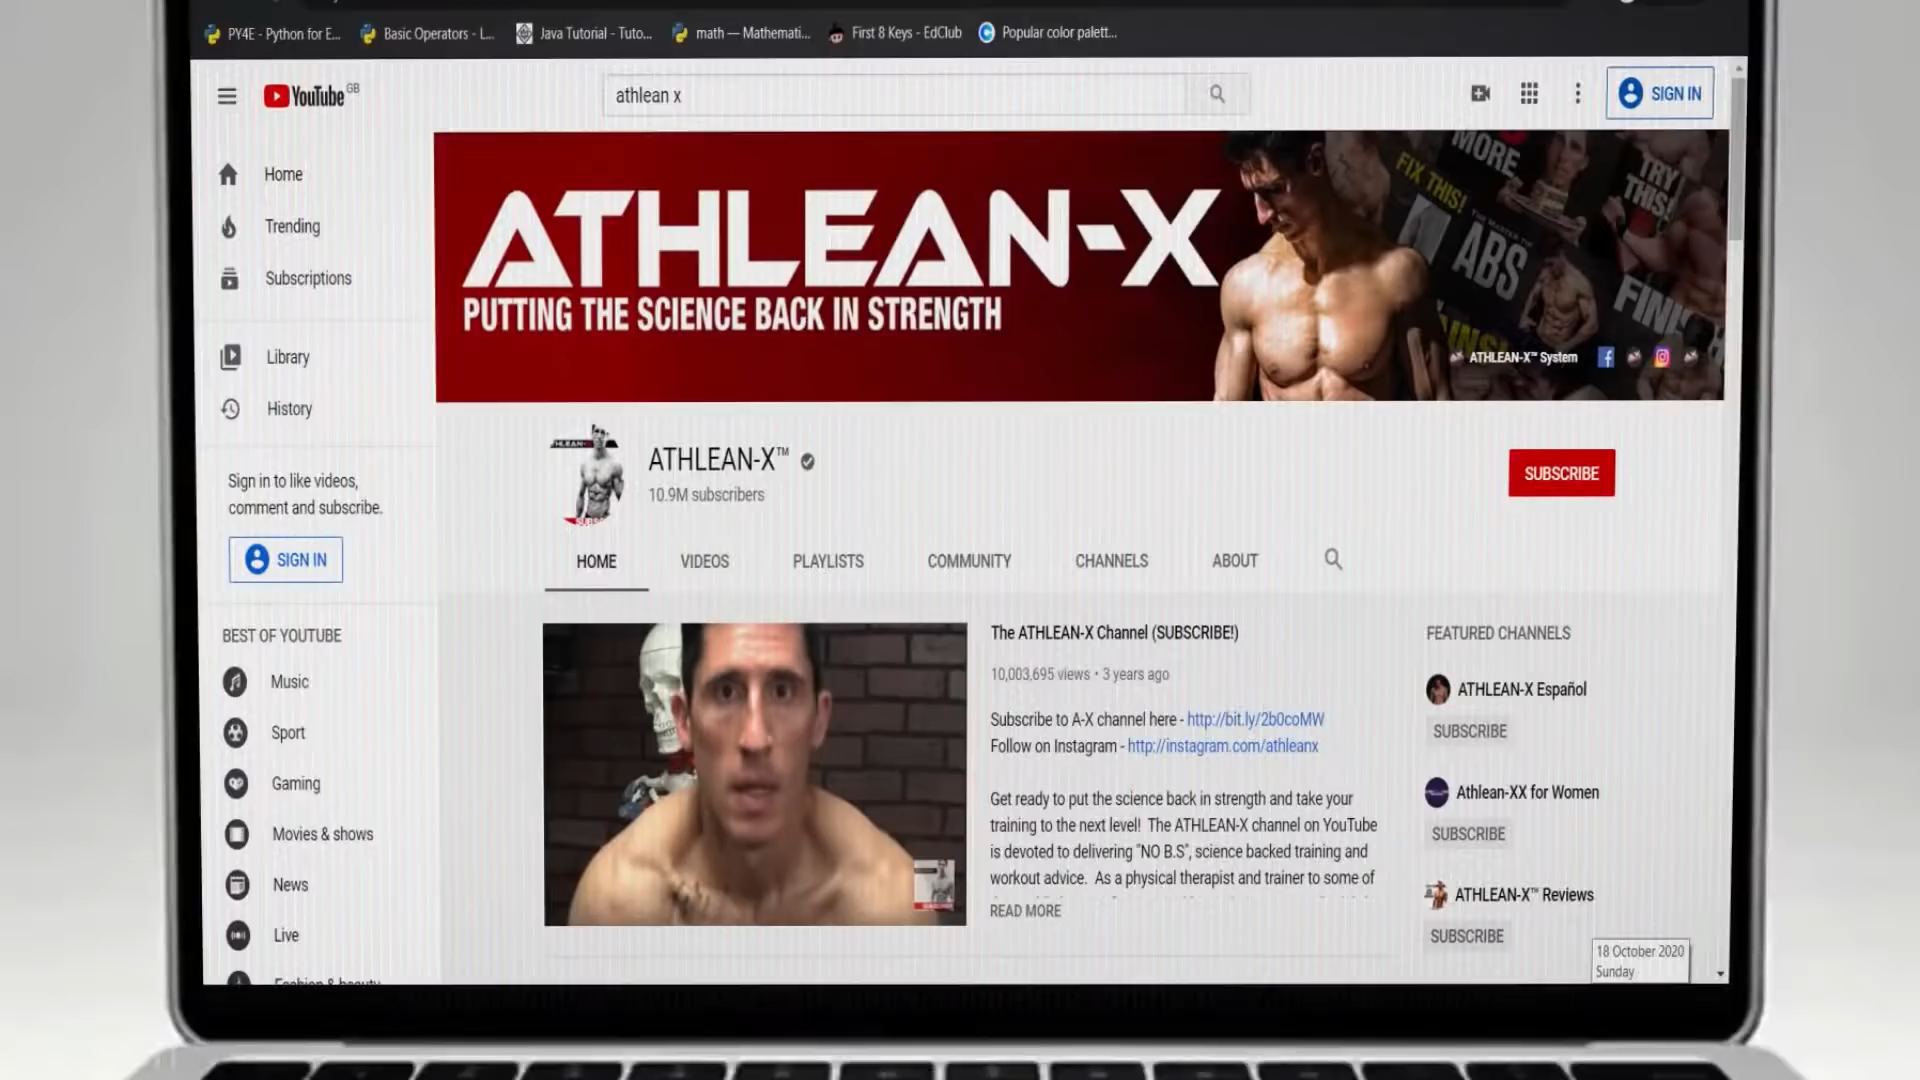 PY4E - Python for E...
Basic Operators - L...
Java Tutorial - Tuto...
math — Mathemati...
First 8 Keys - EdClub
Popular color palett...
YouTube GB
athlean x
SIGN IN
Home
Trending
Subscriptions
Library
History
Sign in to like videos,
comment and subscribe.
SIGN IN
BEST OF YOUTUBE
Music
Sport
Gaming
Movies & shows
News
Live
Fashion & beauty
ATHLEAN-X
PUTTING THE SCIENCE BACK IN STRENGTH
MORE
FIX THIS!
TRY
THIS!
ABS
ATHLEAN-X™ System
ATHLEAN-X™
10.9M subscribers
SUBSCRIBE
HOME
VIDEOS
PLAYLISTS
COMMUNITY
CHANNELS
ABOUT
The ATHLEAN-X Channel (SUBSCRIBE!)
10,003,695 views • 3 years ago
Subscribe to A-X channel here - http://bit.ly/2b0coMW
Follow on Instagram - http://instagram.com/athleanx
Get ready to put the science back in strength and take your
training to the next level! The ATHLEAN-X channel on YouTube
is devoted to delivering "NO B.S", science backed training and
workout advice. As a physical therapist and trainer to some of
READ MORE
FEATURED CHANNELS
ATHLEAN-X Español
SUBSCRIBE
Athlean-XX for Women
SUBSCRIBE
ATHLEAN-X™ Reviews
SUBSCRIBE
18 October 2020
Sunday